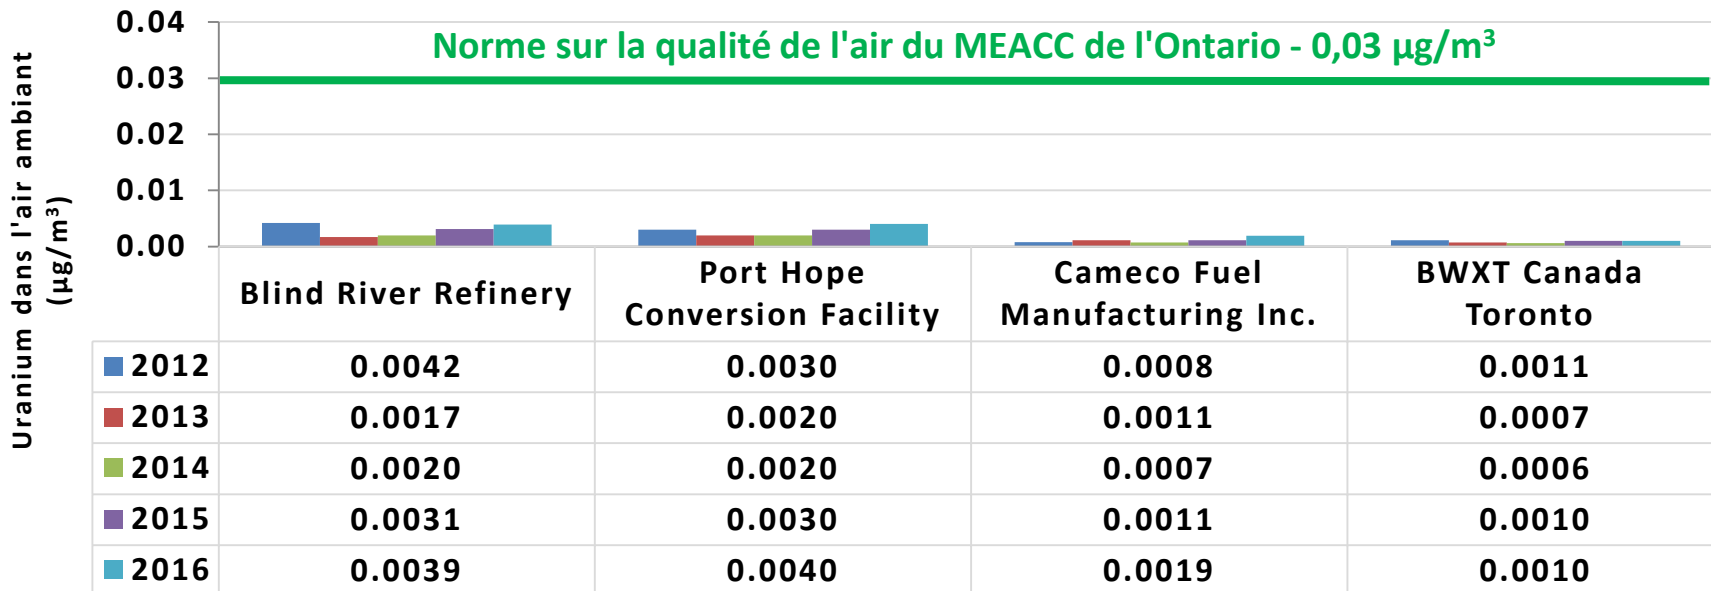 Uranium dans l'air ambiant
(µg/m³)
0.04
0.03
0.02
0.01
0.00
Norme sur la qualité de l'air du MEACC de l'Ontario - 0,03 µg/m³
Blind River Refinery
Port Hope
Conversion Facility
Cameco Fuel
Manufacturing Inc.
BWXT Canada
Toronto
2012 0.0042 0.0030 0.0008 0.0011
2013 0.0017 0.0020 0.0011 0.0007
2014 0.0020 0.0020 0.0007 0.0006
2015 0.0031 0.0030 0.0011 0.0010
2016 0.0039 0.0040 0.0019 0.0010